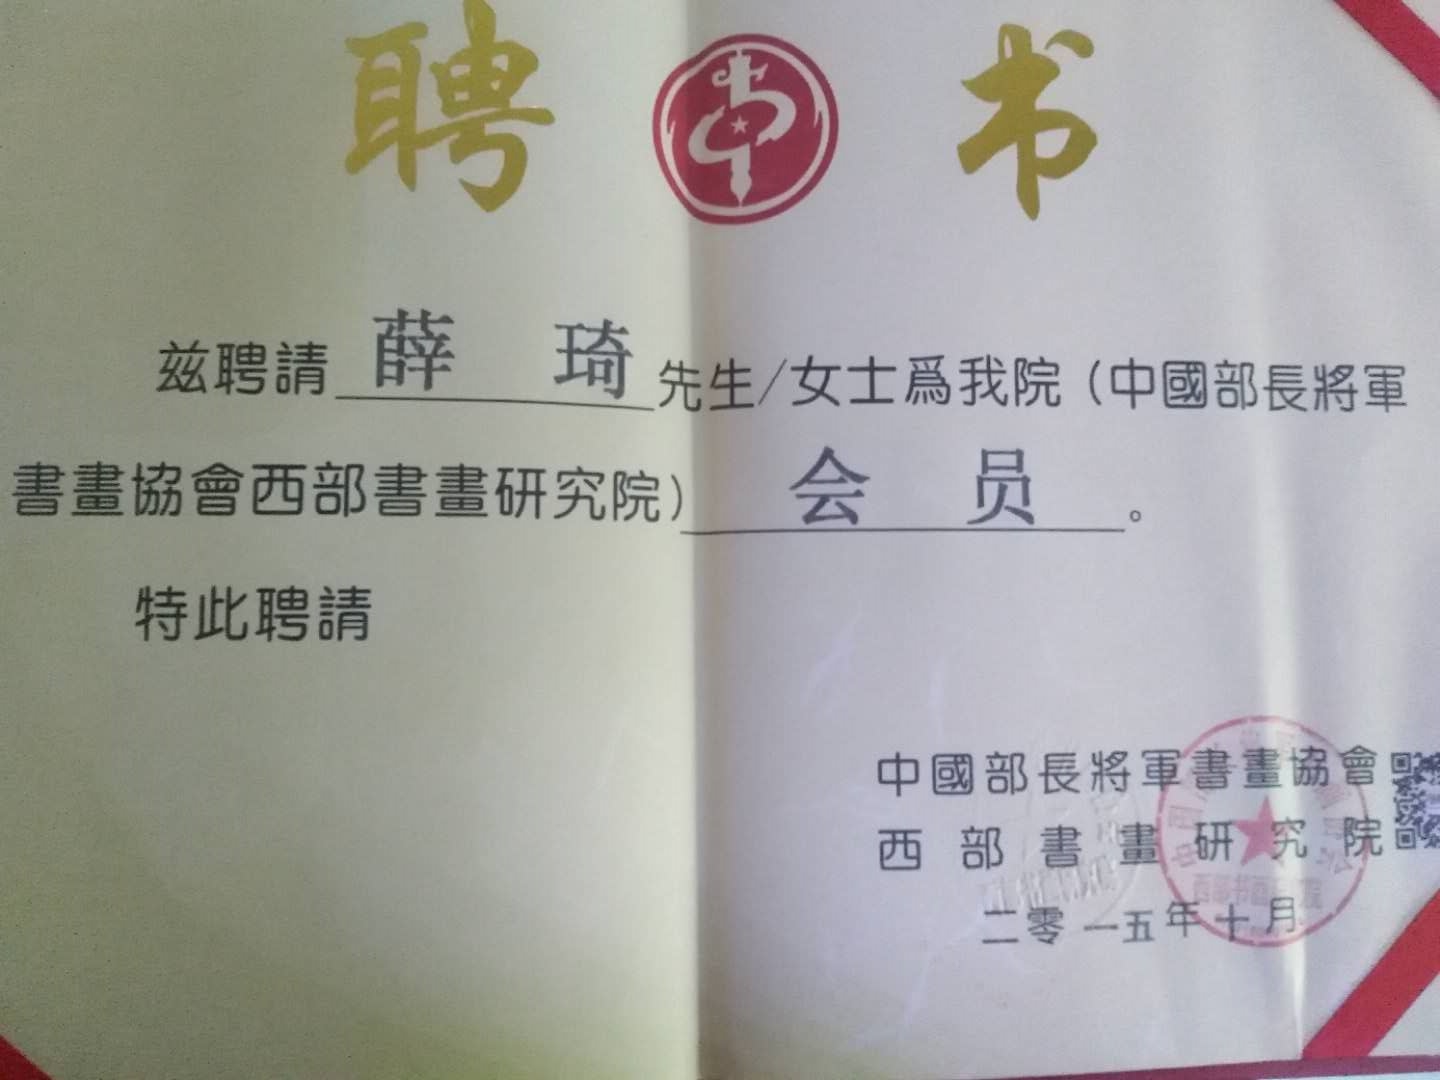 聘书
兹聘請 薛 琦 先生/女士爲我院(中國部長將軍
書畫協會西部書畫研究院) 会 员 。
特此聘請
中國部長將軍書畫協會
西部書畫研究院
二零一五年十月